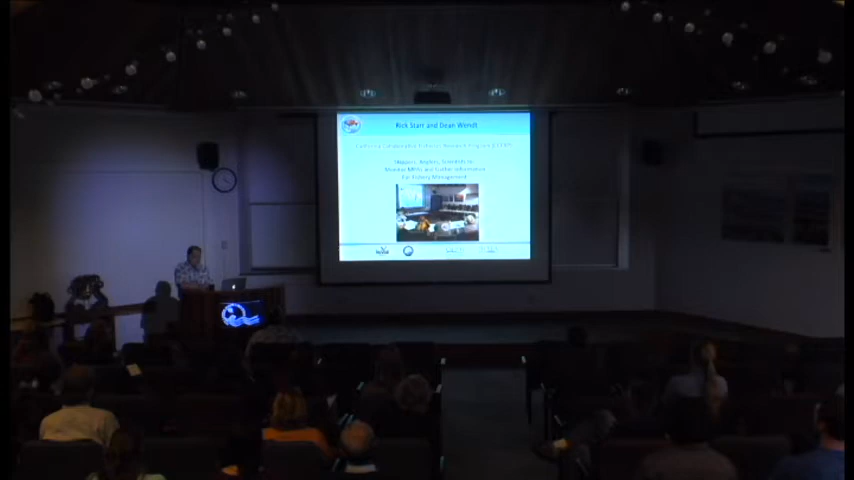 Rick Starr and Dean Wendt
California Collaborative Fisheries Research Program (CCFRP)
Skippers, Anglers, Scientists to
Monitor MPAs and Gather Information
For Fishery Management